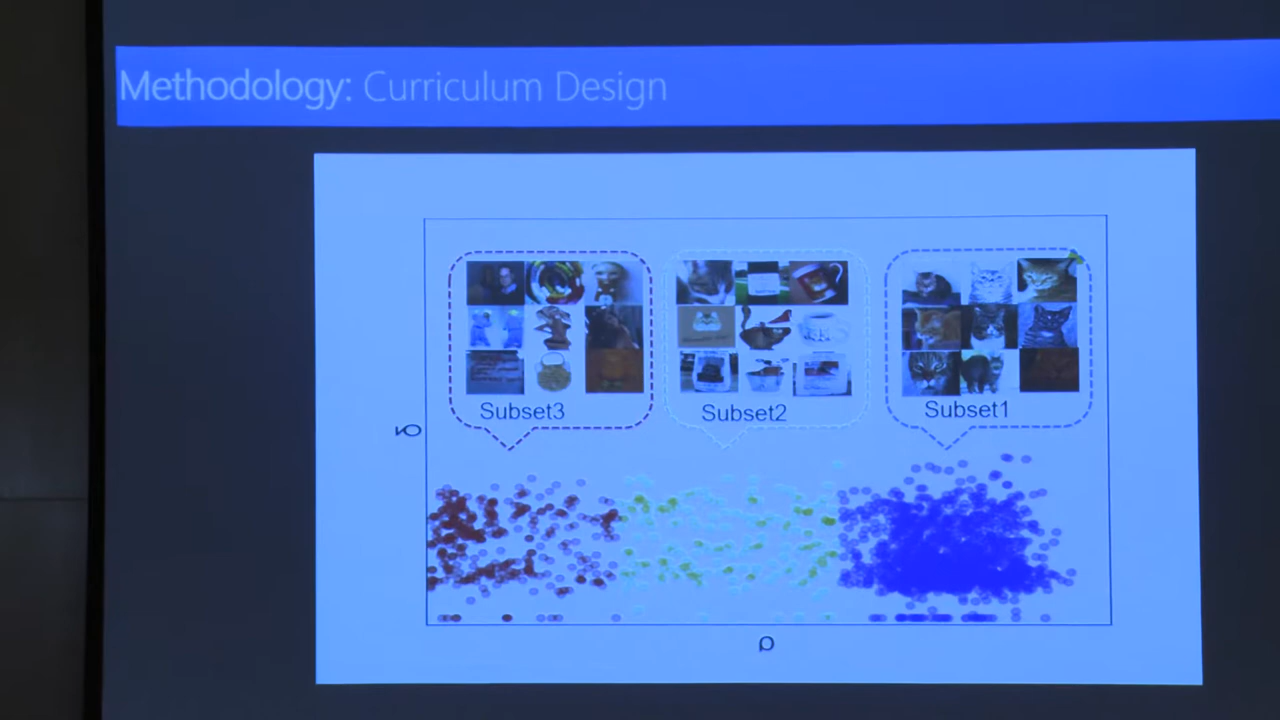 Methodology: Curriculum Design
Subset3
Subset2
Subset1
δ
ρ